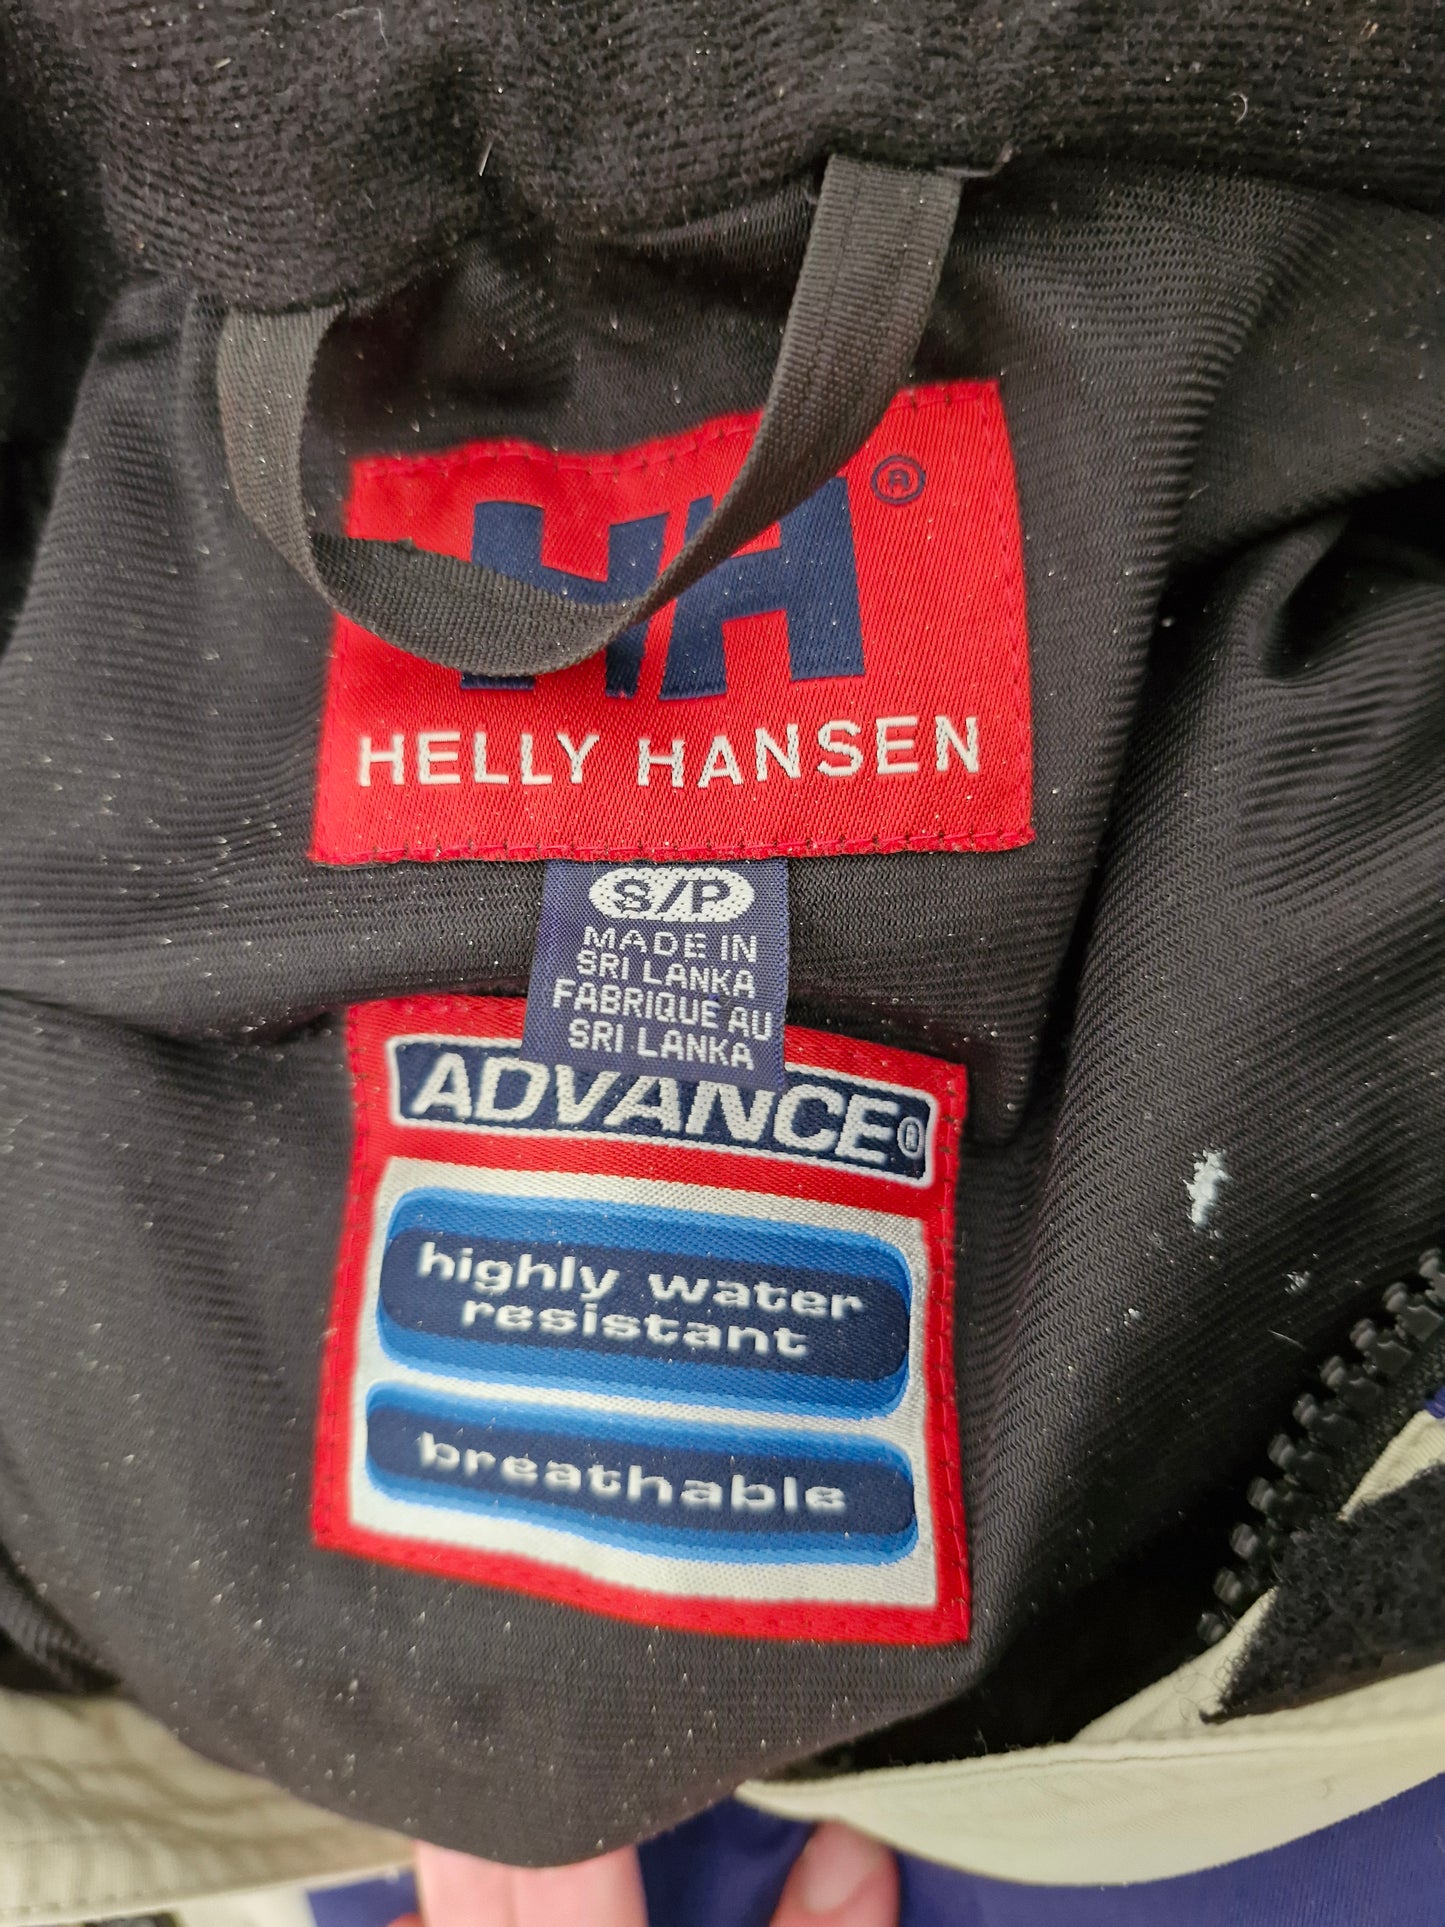 HH®
HELLY HANSEN
S/P
MADE IN
SRI LANKA
FABRIQUE AU
SRI LANKA
ADVANCE®
highly water
resistant
breathable